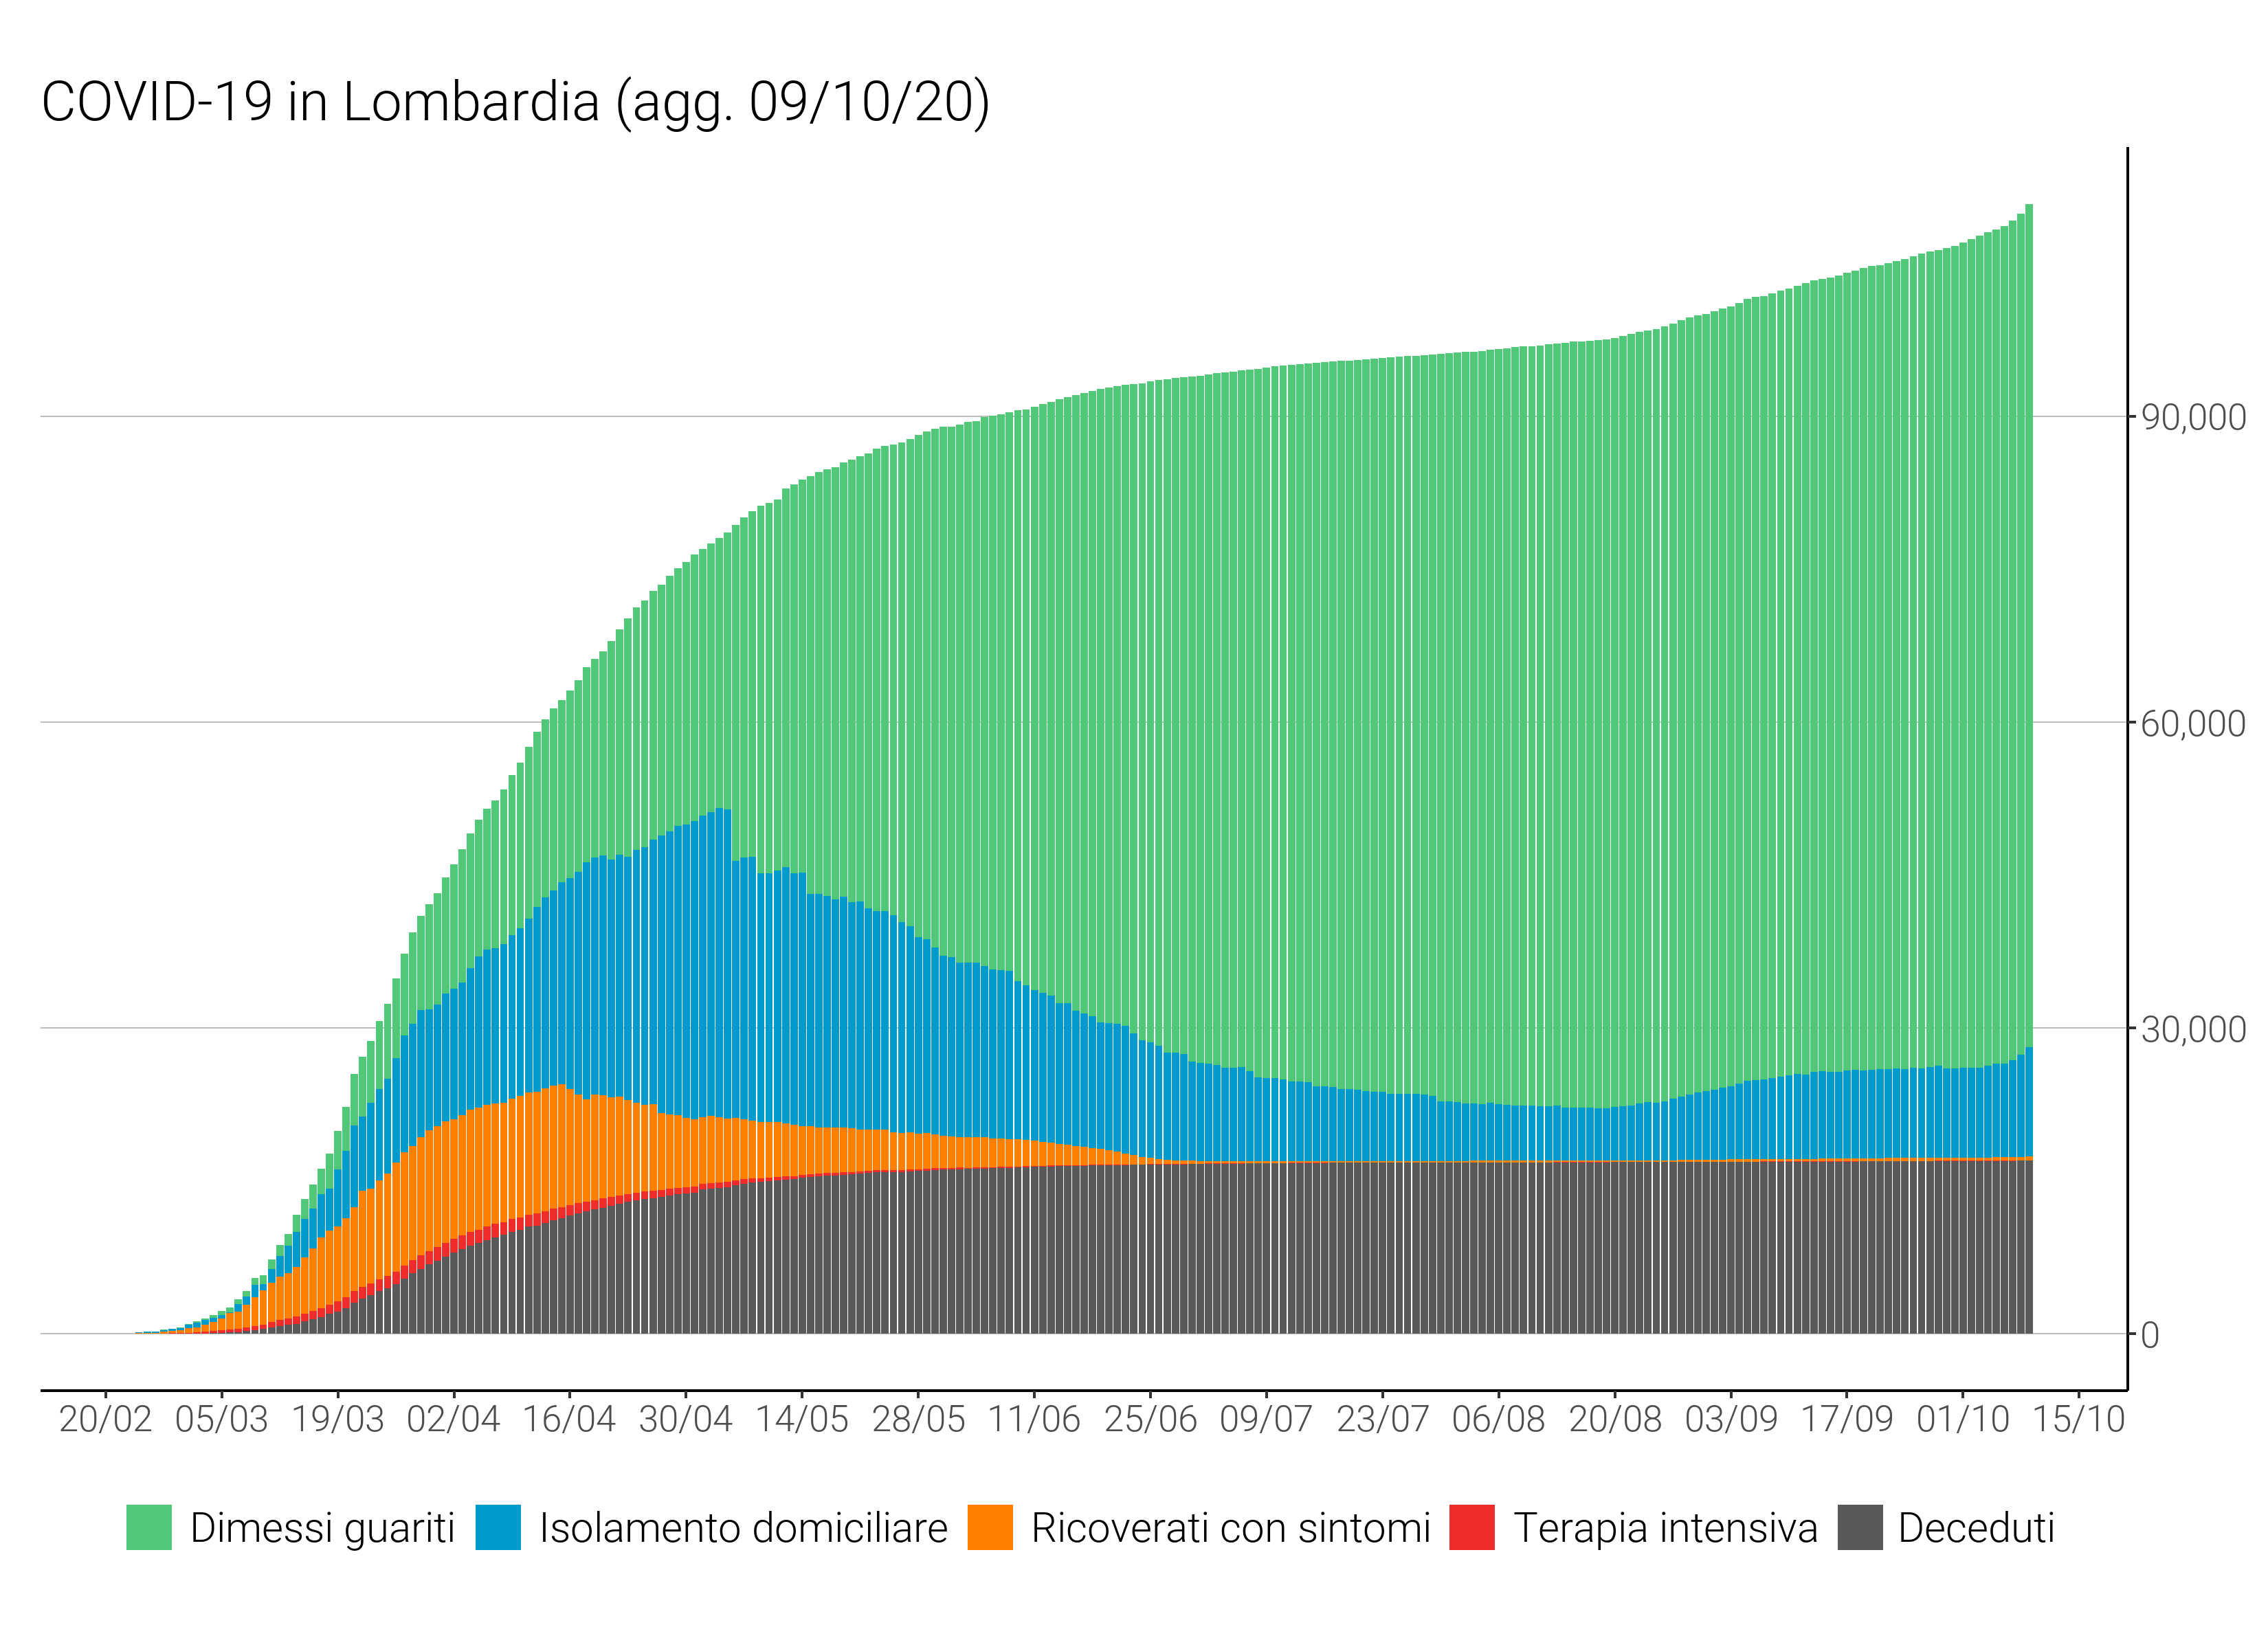 COVID-19 in Lombardia (agg. 09/10/20)
90,000
60,000
30,000
0
20/02 05/03 19/03 02/04 16/04 30/04 14/05 28/05 11/06 25/06 09/07 23/07 06/08 20/08 03/09 17/09 01/10 15/10
Dimessi guariti Isolamento domiciliare Ricoverati con sintomi Terapia intensiva Deceduti